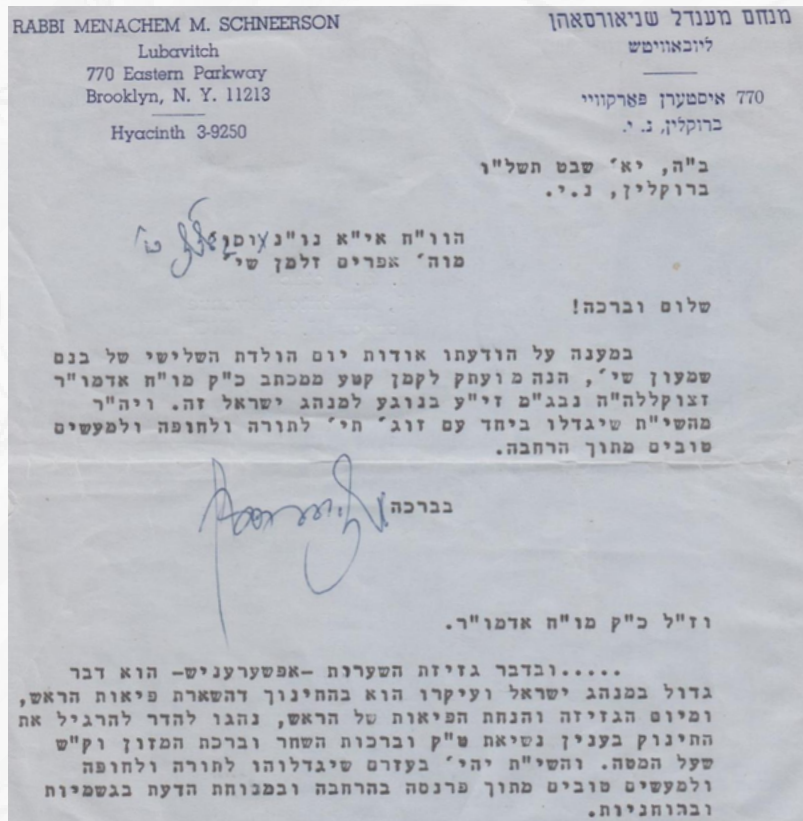 RABBI MENACHEM M. SCHNEERSON
Lubavitch
770 Eastern Parkway
Brooklyn, N. Y. 11213
Hyacinth 3-9250
מנחם מענדל שניאורסאהן
ליובאוויטש
770 איסטערן פארקוויי
ברוקלין, נ. י.
ב"ה, יא' שבט תשל"ו
ברוקלין, נ.י.
הוו"ח אי"א נו"נ
מוה' אפרים זלמן שי'
שלום וברכה!
במענה על הודעתו אודות יום הולדת השלישי של בנם
שמעון שי', הנה מועתק לקמן קטע ממכתב כ"ק מו"ח אדמו"ר
זצוקללה"ה נבג"מ זי"ע בנוגע למנהג ישראל זה. ויה"ר
מהשי"ת שיגדלו ביחד עם זוג' תי' לתורה ולחופה ולמעשים
טובים מתוך הרחבה.
בברכה
וז"ל כ"ק מו"ח אדמו"ר.
.....ובדבר גזיזת השערות -אפשערעניש- הוא דבר
גדול במנהג ישראל ועיקרו הוא בהחינוך דהשארת פיאות הראש,
ומיום הגזיזה והנחת הפיאות של הראש, נהגו להדר להרגיל את
התינוק בענין נשיאת ט"ק וברכות השחר וברכת המזון וק"ש
שעל המטה. והשי"ת יהי' בעזרם שיגדלוהו לתורה ולחופה
ולמעשים טובים מתוך פרנסה בהרחבה ובמנוחת הדעת בגשמיות
וברוחניות.